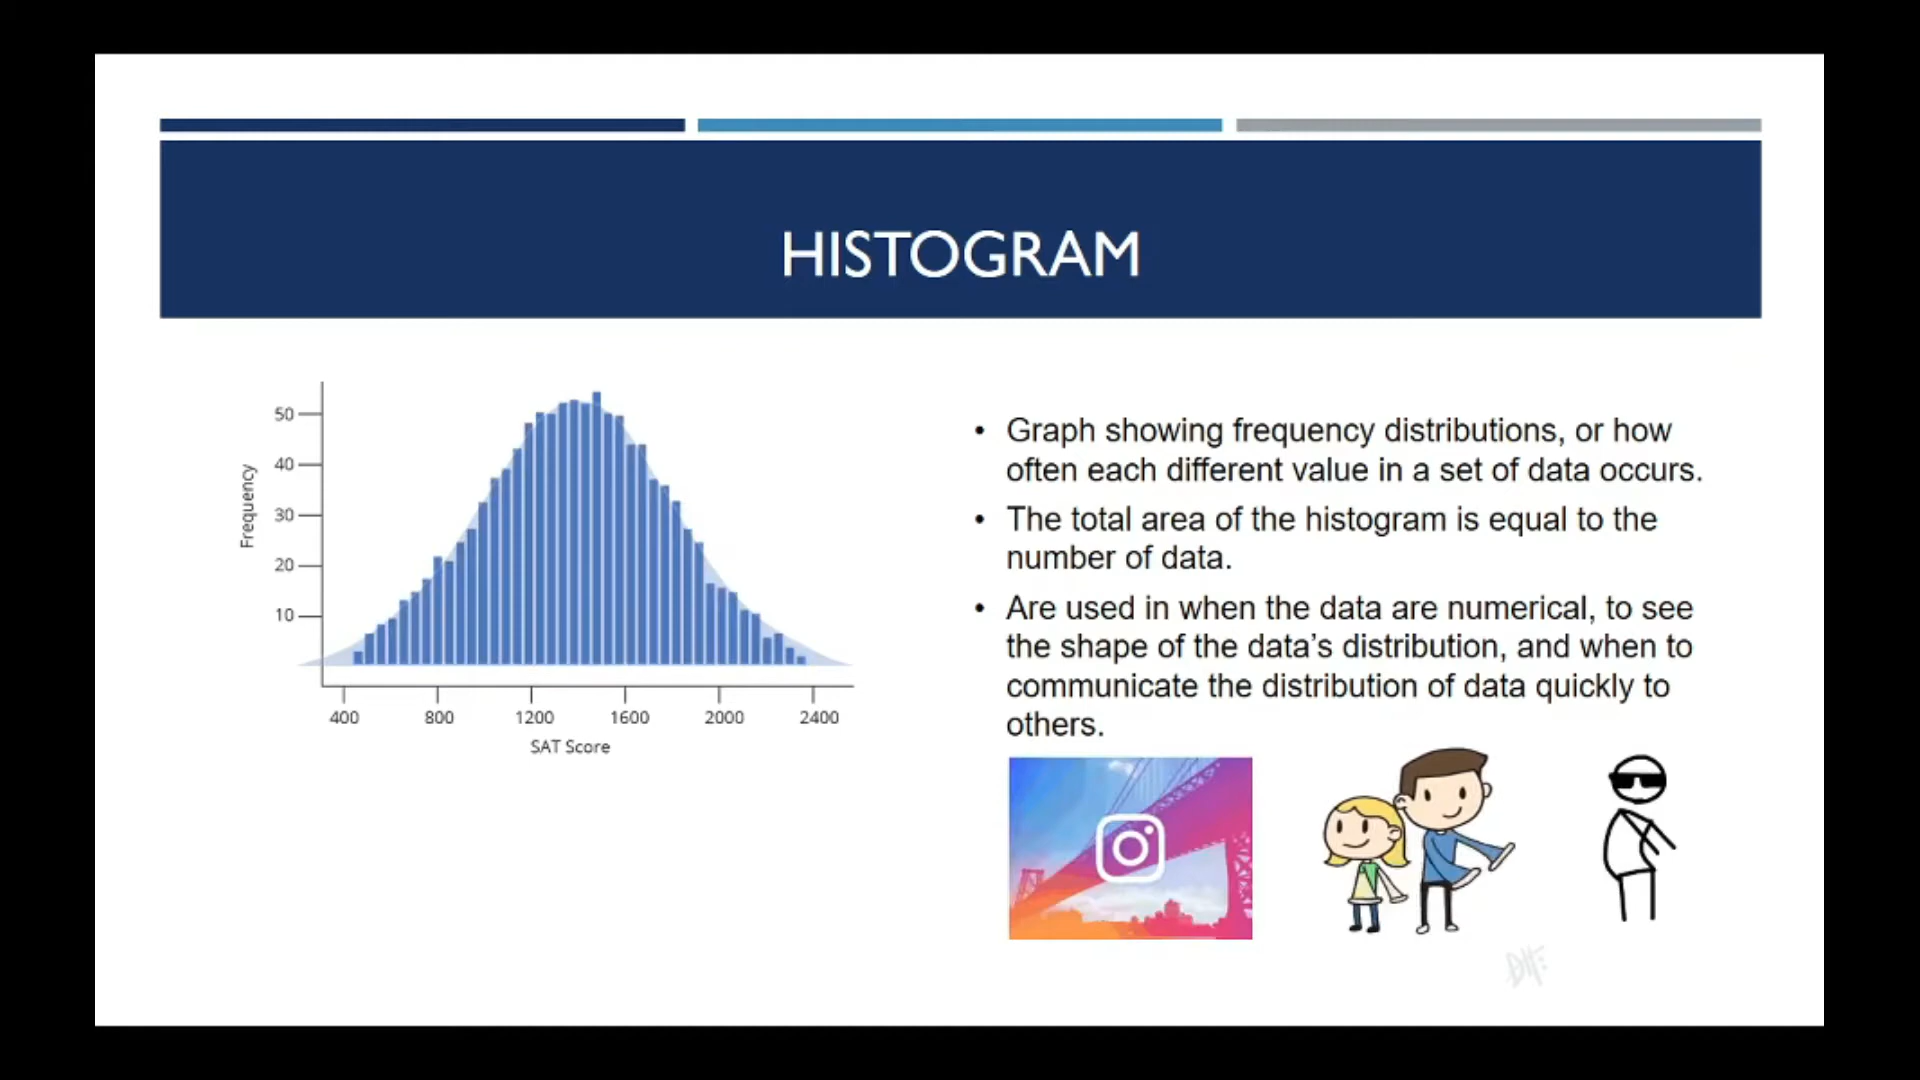 HISTOGRAM
50
40
30
20
10
Frequency
400 800 1200 1600 2000 2400
SAT Score
• Graph showing frequency distributions, or how
often each different value in a set of data occurs.
• The total area of the histogram is equal to the
number of data.
• Are used in when the data are numerical, to see
the shape of the data’s distribution, and when to
communicate the distribution of data quickly to
others.